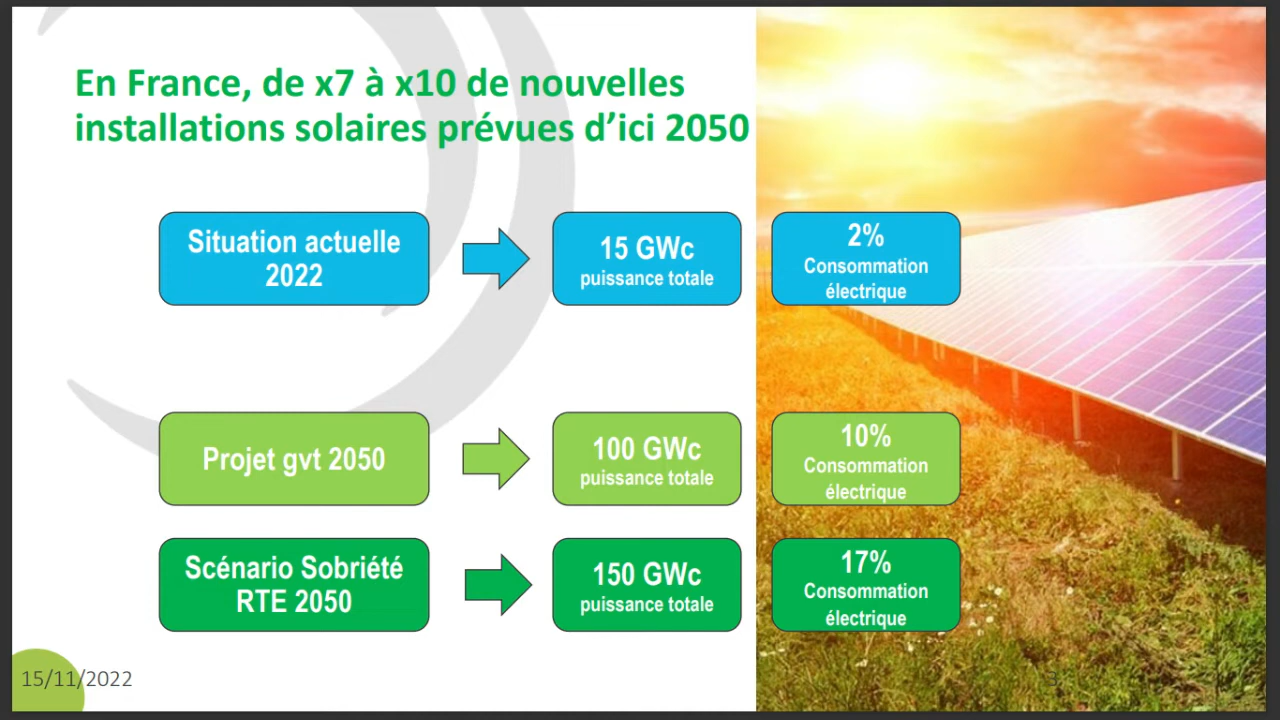 En France, de x7 à x10 de nouvelles
installations solaires prévues d’ici 2050
Situation actuelle
2022
15 GWc
puissance totale
2%
Consommation
électrique
Projet gvt 2050
100 GWc
puissance totale
10%
Consommation
électrique
Scénario Sobriété
RTE 2050
150 GWc
puissance totale
17%
Consommation
électrique
15/11/2022